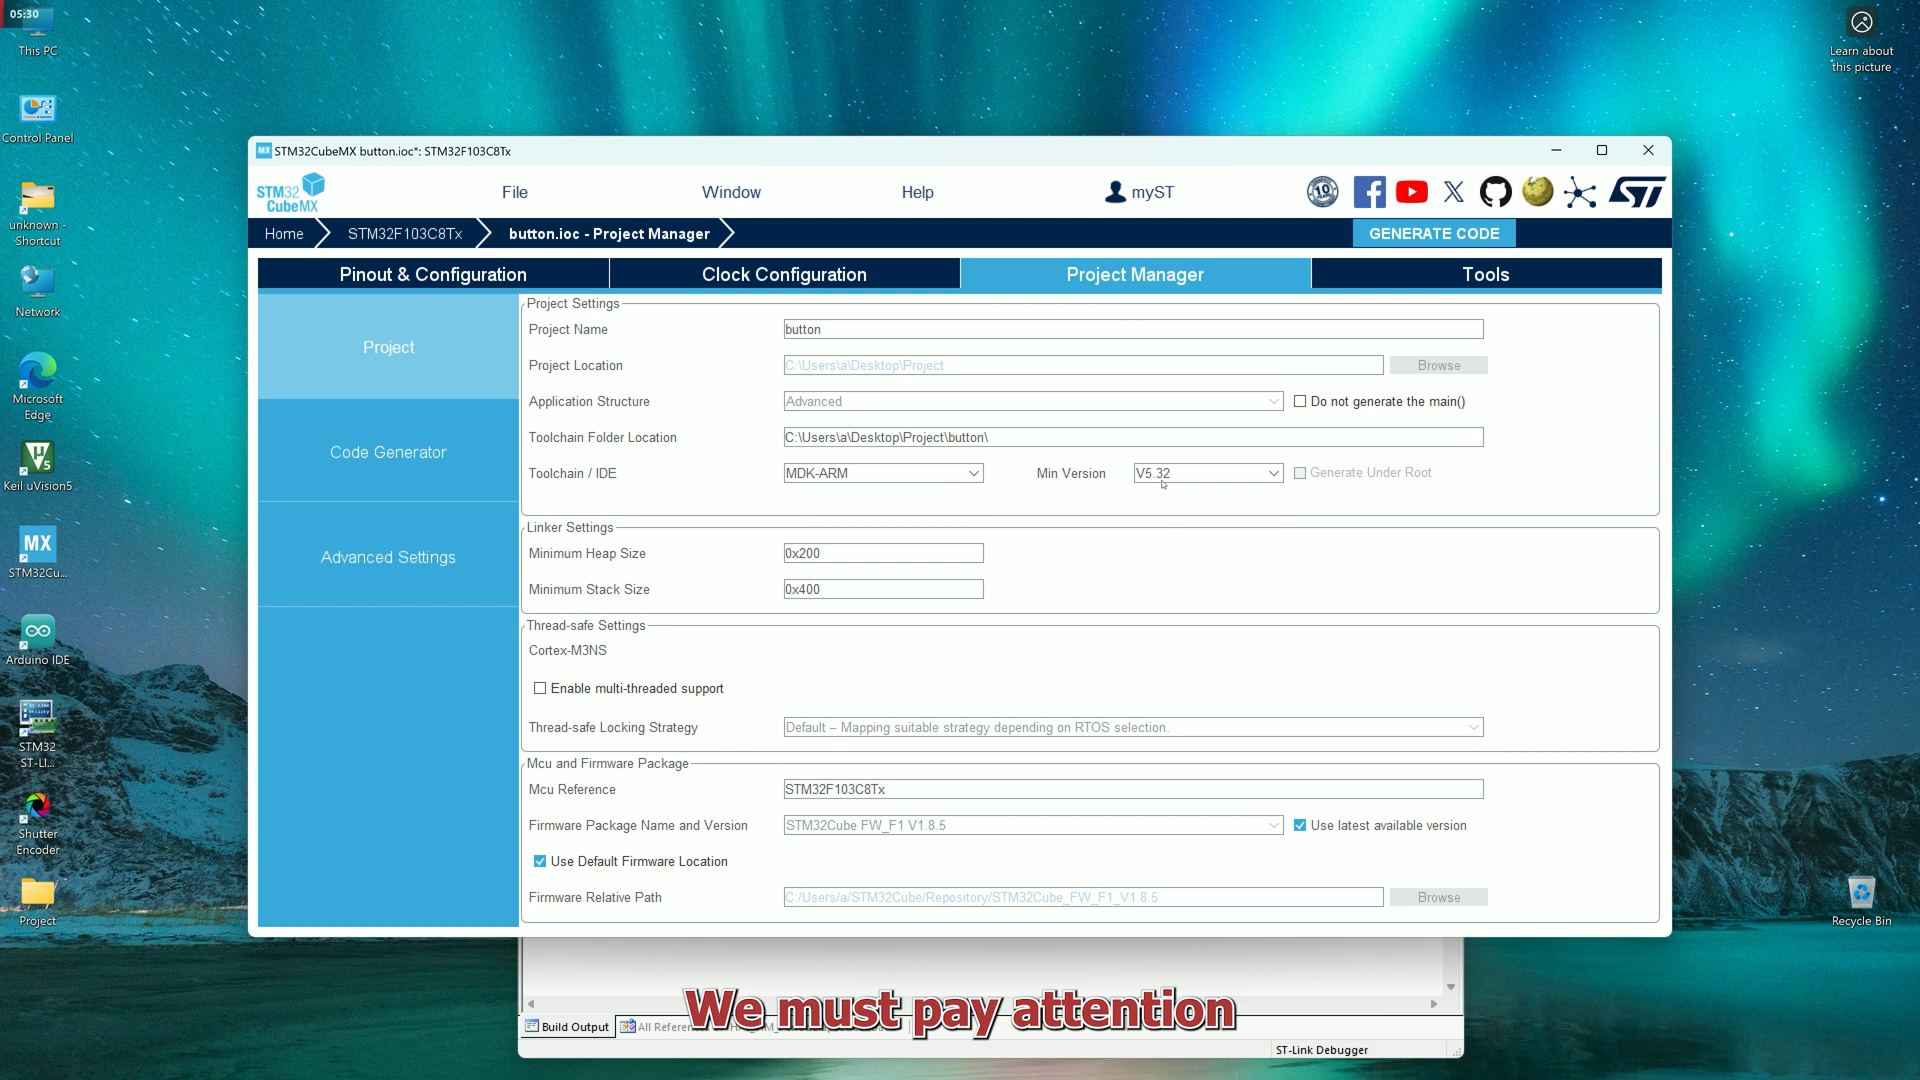 05:30
This PC
Control Panel
unknown -
Shortcut
Network
Microsoft
Edge
Keil uVision5
MX
STM32Cu...
Arduino IDE
STM32
ST-LI...
Shutter
Encoder
Project
Learn about
this picture
Recycle Bin
MX STM32CubeMX button.ioc*: STM32F103C8Tx
STM32
CubeMX
File
Window
Help
myST
10
ST
Home
STM32F103C8Tx
button.ioc - Project Manager
GENERATE CODE
Pinout & Configuration
Clock Configuration
Project Manager
Tools
Project
Code Generator
Advanced Settings
Project Settings
Project Name
button
Project Location
C:\Users\a\Desktop\Project
Browse
Application Structure
Advanced
Do not generate the main()
Toolchain Folder Location
C:\Users\a\Desktop\Project\button\
Toolchain / IDE
MDK-ARM
Min Version
V5.32
Generate Under Root
Linker Settings
Minimum Heap Size
0x200
Minimum Stack Size
0x400
Thread-safe Settings
Cortex-M3NS
Enable multi-threaded support
Thread-safe Locking Strategy
Default – Mapping suitable strategy depending on RTOS selection.
Mcu and Firmware Package
Mcu Reference
STM32F103C8Tx
Firmware Package Name and Version
STM32Cube FW_F1 V1.8.5
Use latest available version
Use Default Firmware Location
Firmware Relative Path
C:/Users/a/STM32Cube/Repository/STM32Cube_FW_F1_V1.8.5
Browse
We must pay attention
Build Output
All Refere
ST-Link Debugger